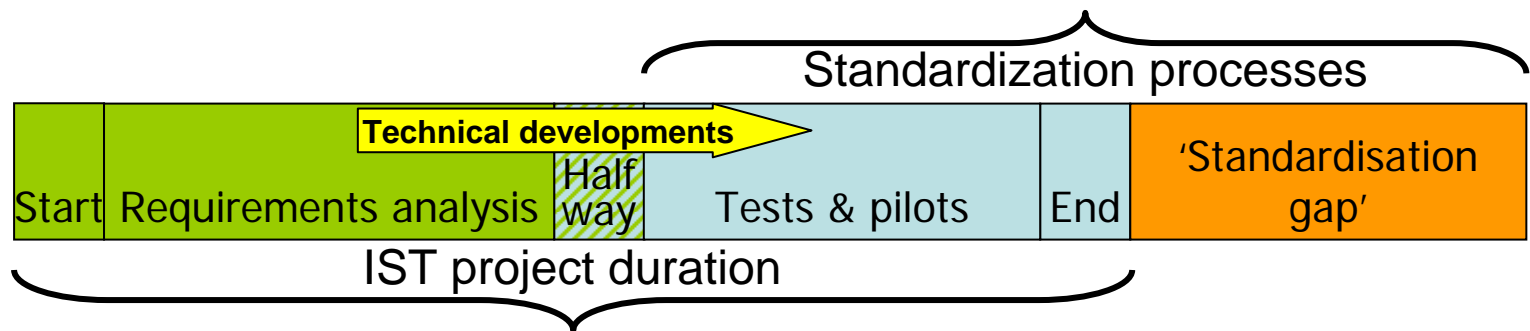 Standardization processes
Technical developments
Start
Requirements analysis
Half
way
Tests & pilots
End
‘Standardisation
gap’
IST project duration